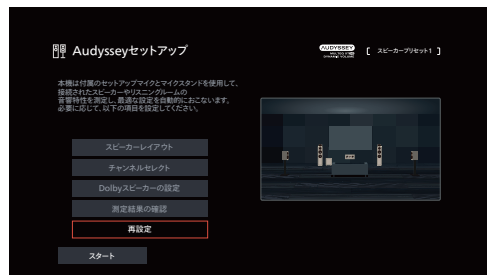 Audysseyセットアップ
AUDYSSEY
MULTEQ XT32
DYNAMIC VOLUME
[ スピーカープリセット1 ]
本機は付属のセットアップマイクとマイクスタンドを使用して、
接続されたスピーカーやリスニングルームの
音響特性を測定し、最適な設定を自動的におこないます。
必要に応じて、以下の項目を設定してください。
スピーカーレイアウト
チャンネルセレクト
Dolbyスピーカーの設定
測定結果の確認
再設定
スタート